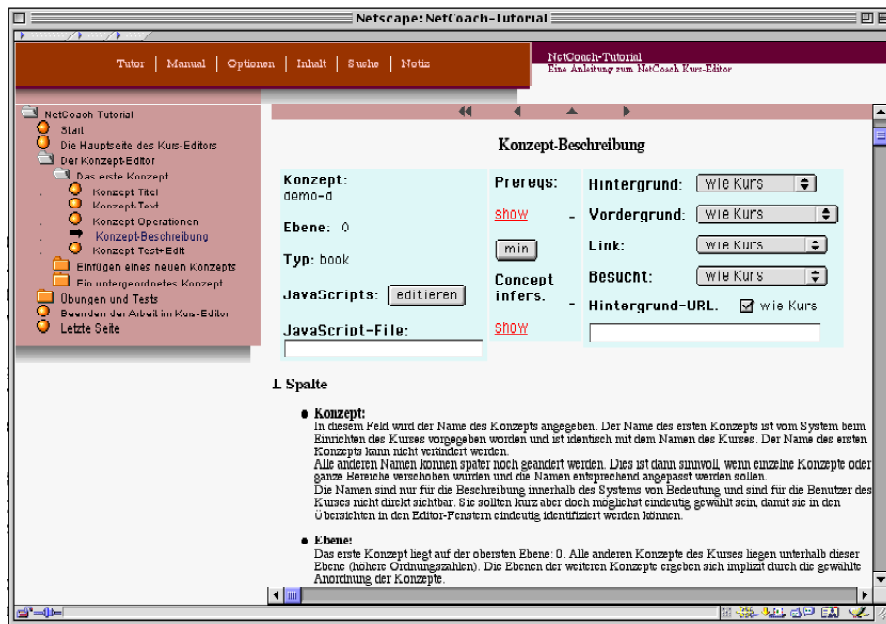 Netscape: NetCoach-Tutorial
Tutor | Manual | Optionen | Inhalt | Suche | Notiz
NetCoach-Tutorial
Eine Anleitung zum NetCoach Kurs-Editor
NetCoach Tutorial
Start
Die Hauptseite des Kurs-Editors
Der Konzept-Editor
Das erste Konzept
Konzept Titel
Konzept-Text
Konzept Operationen
Konzept-Beschreibung
Konzept Test+Edit
Einfügen eines neuen Konzepts
Ein untergeordnetes Konzept
Übungen und Tests
Beenden der Arbeit im Kurs-Editor
Letzte Seite
Konzept-Beschreibung
Konzept:
demo-d
Ebene: 0
Typ: book
JavaScripts: editieren
JavaScript-File:
Prereqs:
show
-
min
Concept
infers.
-
show
Hintergrund: wie Kurs
Vordergrund: wie Kurs
Link: wie Kurs
Besucht: wie Kurs
Hintergrund-URL. wie Kurs
1. Spalte
Konzept:
In diesem Feld wird der Name des Konzepts angegeben. Der Name des ersten Konzepts ist vom System beim
Einrichten des Kurses vorgegeben worden und ist identisch mit dem Namen des Kurses. Der Name des ersten
Konzepts kann nicht verändert werden.
Alle anderen Namen können später noch geändert werden. Dies ist dann sinnvoll, wenn einzelne Konzepte oder
ganze Bereiche verschoben wurden und die Namen entsprechend angepasst werden sollen.
Die Namen sind nur für die Beschreibung innerhalb des Systems von Bedeutung und sind für die Benutzer des
Kurses nicht direkt sichtbar. Sie sollten kurz aber doch möglichst eindeutig gewählt sein, damit sie in den
Übersichten in den Editor-Fenstern eindeutig identifiziert werden können.
Ebene:
Das erste Konzept liegt auf der obersten Ebene: 0. Alle anderen Konzepte des Kurses liegen unterhalb dieser
Ebene (höhere Ordnungszahlen). Die Ebenen der weiteren Konzepte ergeben sich implizit durch die gewählte
Anordnung der Konzepte.